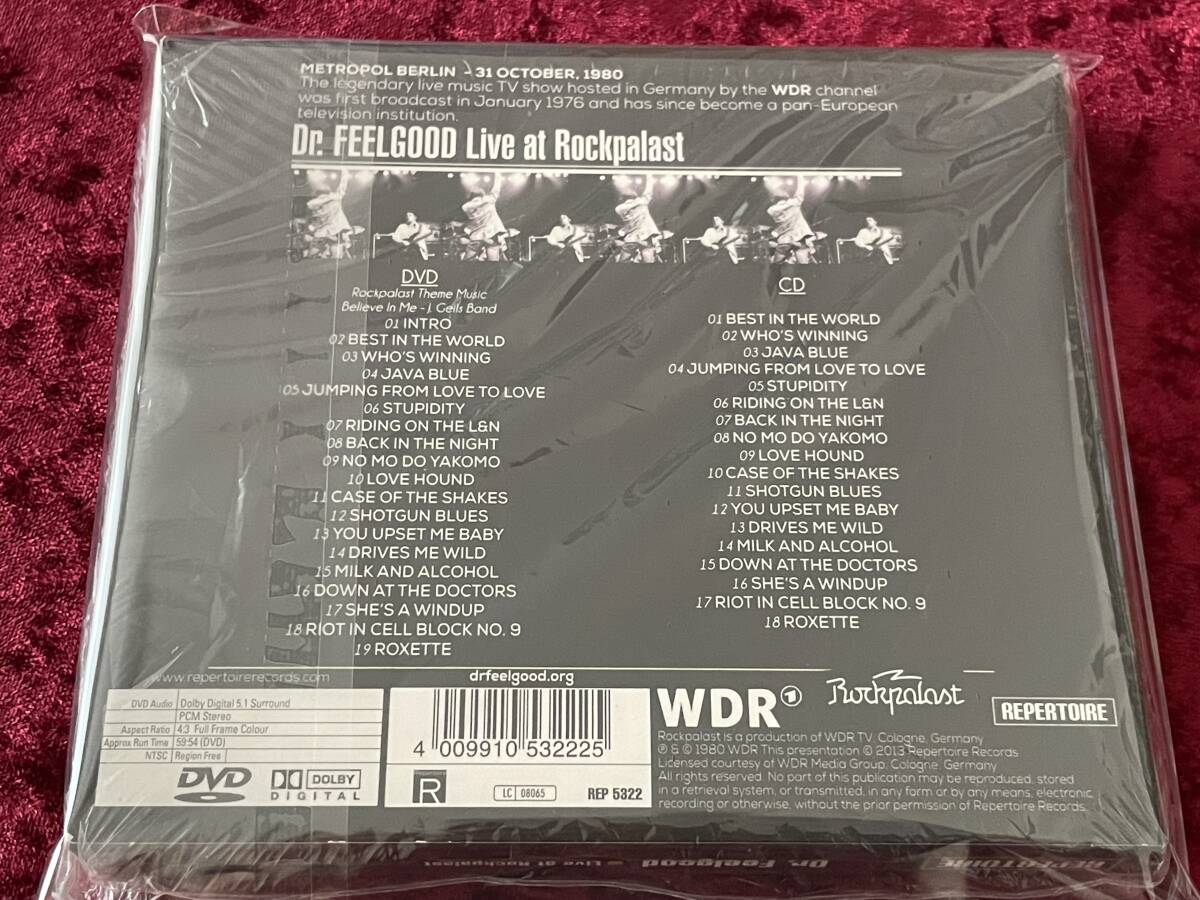 METROPOL BERLIN - 31 OCTOBER, 1980
The legendary live music TV show hosted in Germany by the WDR channel
was first broadcast in January 1976 and has since become a pan-European
television institution.
Dr. FEELGOOD Live at Rockpalast
DVD
Rockpalast Theme Music
Believe In Me - J. Geils Band
01 INTRO
02 BEST IN THE WORLD
03 WHO'S WINNING
04 JAVA BLUE
05 JUMPING FROM LOVE TO LOVE
06 STUPIDITY
07 RIDING ON THE L&N
08 BACK IN THE NIGHT
09 NO MO DO YAKOMO
10 LOVE HOUND
11 CASE OF THE SHAKES
12 SHOTGUN BLUES
13 YOU UPSET ME BABY
14 DRIVES ME WILD
15 MILK AND ALCOHOL
16 DOWN AT THE DOCTORS
17 SHE'S A WINDUP
18 RIOT IN CELL BLOCK NO. 9
19 ROXETTE
CD
01 BEST IN THE WORLD
02 WHO'S WINNING
03 JAVA BLUE
04 JUMPING FROM LOVE TO LOVE
05 STUPIDITY
06 RIDING ON THE L&N
07 BACK IN THE NIGHT
08 NO MO DO YAKOMO
09 LOVE HOUND
10 CASE OF THE SHAKES
11 SHOTGUN BLUES
12 YOU UPSET ME BABY
13 DRIVES ME WILD
14 MILK AND ALCOHOL
15 DOWN AT THE DOCTORS
16 SHE'S A WINDUP
17 RIOT IN CELL BLOCK NO. 9
18 ROXETTE
www.repertoirerecords.com
drfeelgood.org
DVD Audio Dolby Digital 5.1 Surround
PCM Stereo
Aspect Ratio 4:3 Full Frame Colour
Approx Run Time 59:54 (DVD)
NTSC Region Free
DVD
DOLBY
DIGITAL
4 009910 532225
Repertoire
R
LC 08065
REP 5322
WDR
Rockpalast
REPERTOIRE
Rockpalast is a production of WDR TV, Cologne, Germany
℗ & © 1980 WDR This presentation © 2013 Repertoire Records
Licensed courtesy of WDR Media Group, Cologne, Germany
All rights reserved. No part of this publication may be reproduced, stored
in a retrieval system, or transmitted, in any form or by any means, electronic,
recording or otherwise, without the prior permission of Repertoire Records.
Dr. Feelgood Live at Rockpalast
REPERTOIRE